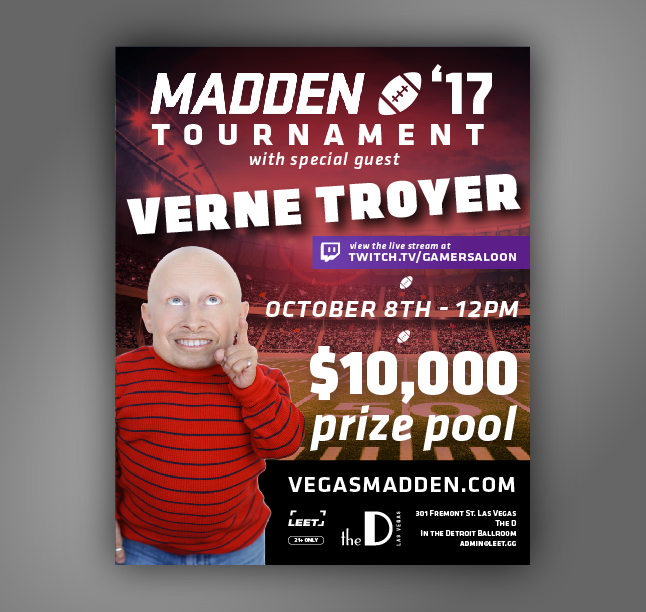 MADDEN '17
TOURNAMENT
with special guest
VERNE TROYER
view the live stream at
TWITCH.TV/GAMERSALOON
OCTOBER 8TH - 12PM
$10,000
prize pool
VEGASMADDEN.COM
LEET
21+ ONLY
the D
LAS VEGAS
301 FREMONT ST. LAS VEGAS
THE D
IN THE DETROIT BALLROOM
ADMIN@LEET.GG